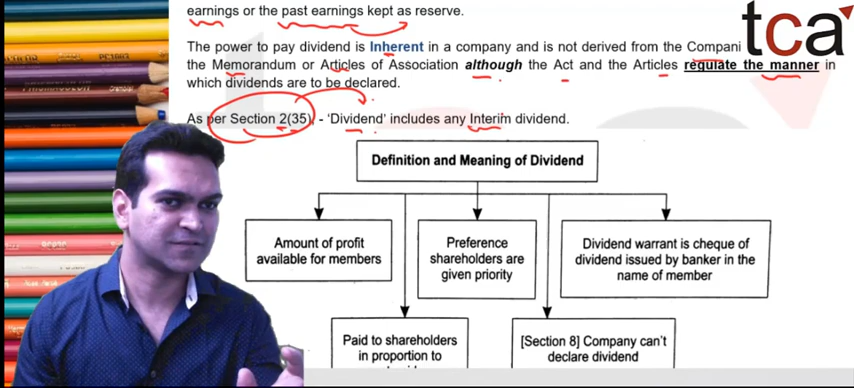 earnings or the past earnings kept as reserve.
tca
The power to pay dividend is Inherent in a company and is not derived from the Compani
the Memorandum or Articles of Association although the Act and the Articles regulate the manner in
which dividends are to be declared.
As per Section 2(35), - 'Dividend' includes any Interim dividend.
Definition and Meaning of Dividend
Amount of profit
available for members
Preference
shareholders are
given priority
Dividend warrant is cheque of
dividend issued by banker in the
name of member
Paid to shareholders
in proportion to
[Section 8] Company can't
declare dividend